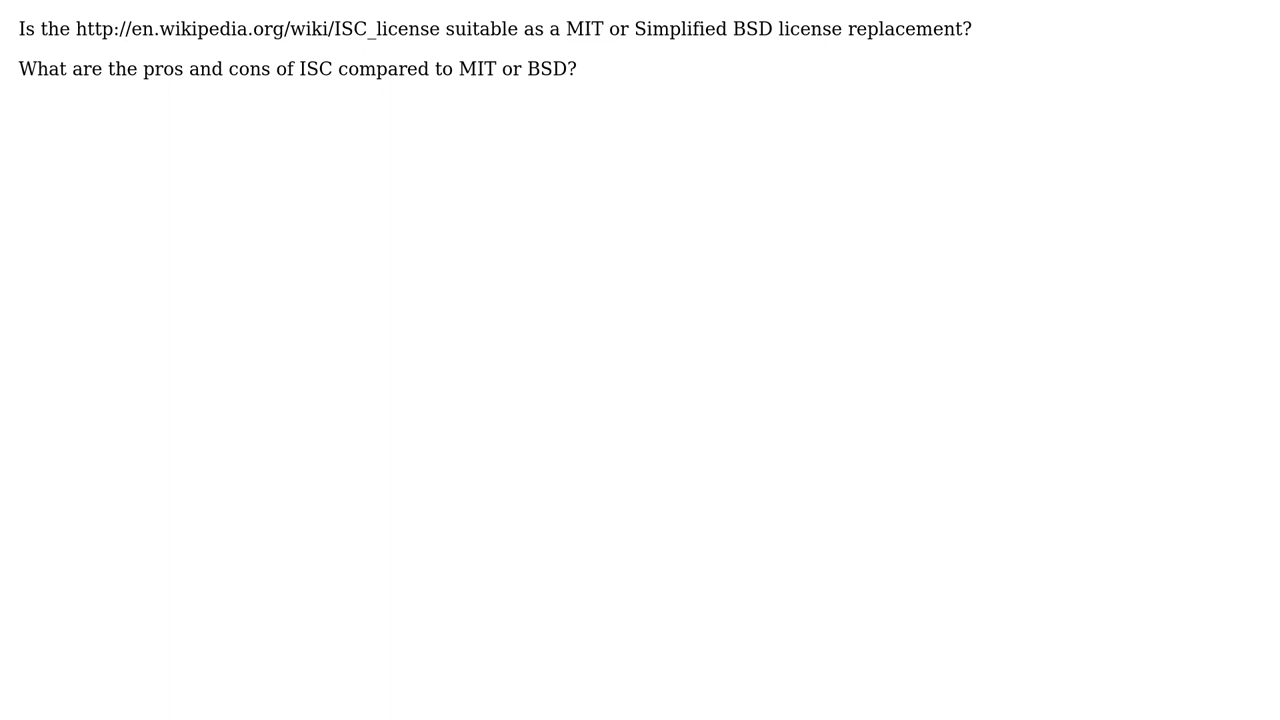 Is the http://en.wikipedia.org/wiki/ISC_license suitable as a MIT or Simplified BSD license replacement?
What are the pros and cons of ISC compared to MIT or BSD?